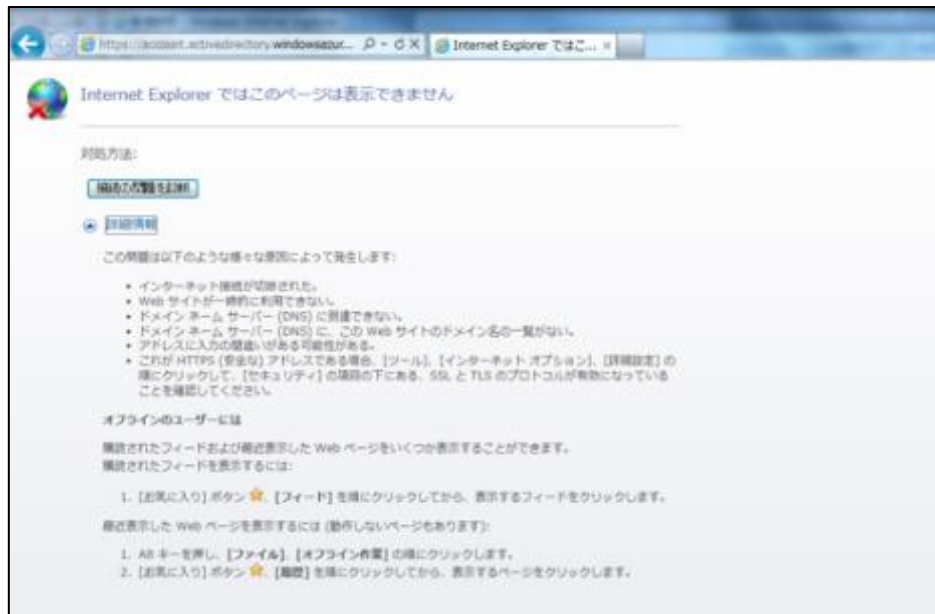 https://account.activedirectory.windowsazur...
Internet Explorer ではこ...
Internet Explorer ではこのページは表示できません
対処方法:
接続の問題を診断
詳細情報
この問題は以下のような様々な原因によって発生します:
• インターネット接続が切断された。
• Web サイトが一時的に利用できない。
• ドメイン ネーム サーバー (DNS) に到達できない。
• ドメイン ネーム サーバー (DNS) に、この Web サイトのドメイン名の一覧がない。
• アドレスに入力の間違いがある可能性がある。
• これが HTTPS (安全な) アドレスである場合、[ツール]、[インターネット オプション]、[詳細設定] の
順にクリックして、[セキュリティ] の項目の下にある、SSL と TLS のプロトコルが有効になっている
ことを確認してください。
オフラインのユーザーには
購読されたフィードおよび最近表示した Web ページをいくつか表示することができます。
購読されたフィードを表示するには:
1. [お気に入り] ボタン 、[フィード] を順にクリックしてから、表示するフィードをクリックします。
最近表示した Web ページを表示するには (動作しないページもあります):
1. Alt キーを押し、[ファイル]、[オフライン作業] の順にクリックします。
2. [お気に入り] ボタン 、[履歴] を順にクリックしてから、表示するページをクリックします。